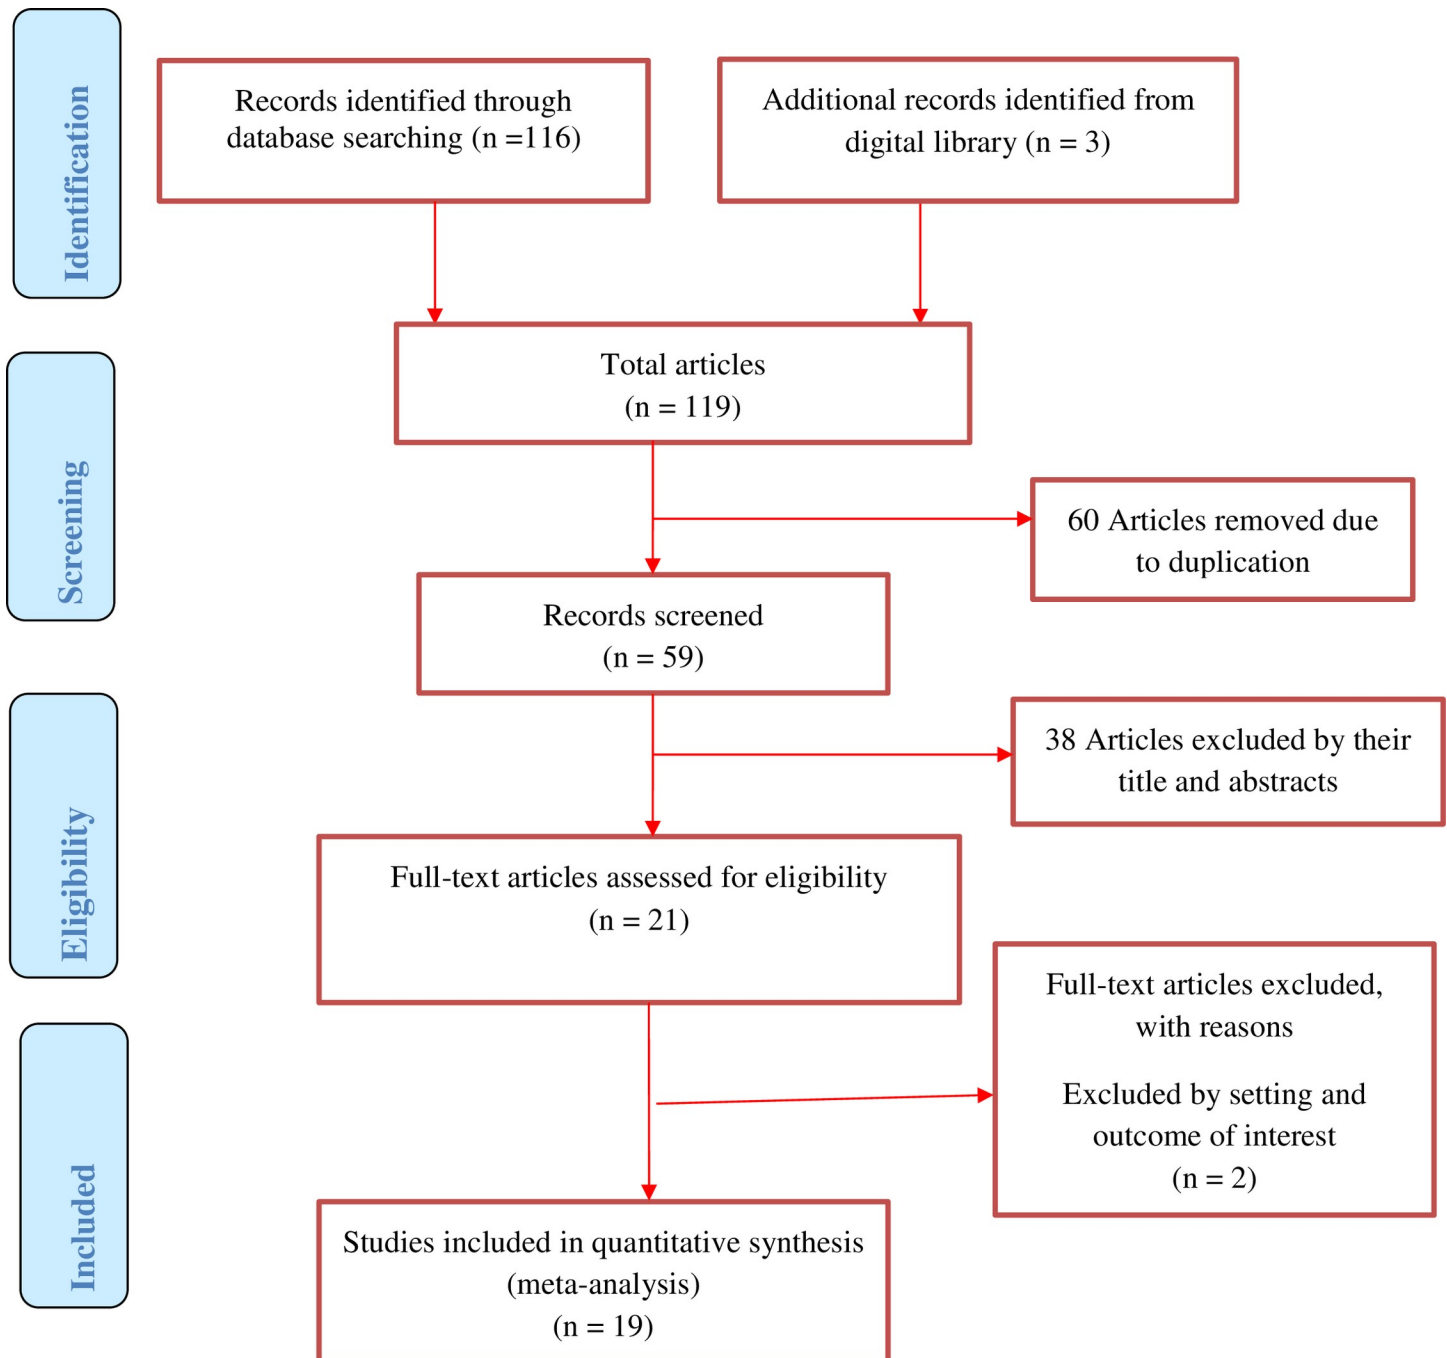 Identification
Records identified through
database searching (n =116)
Additional records identified from
digital library (n = 3)
Total articles
(n = 119)
Screening
60 Articles removed due
to duplication
Records screened
(n = 59)
38 Articles excluded by their
title and abstracts
Eligibility
Full-text articles assessed for eligibility
(n = 21)
Full-text articles excluded,
with reasons
Excluded by setting and
outcome of interest
(n = 2)
Included
Studies included in quantitative synthesis
(meta-analysis)
(n = 19)